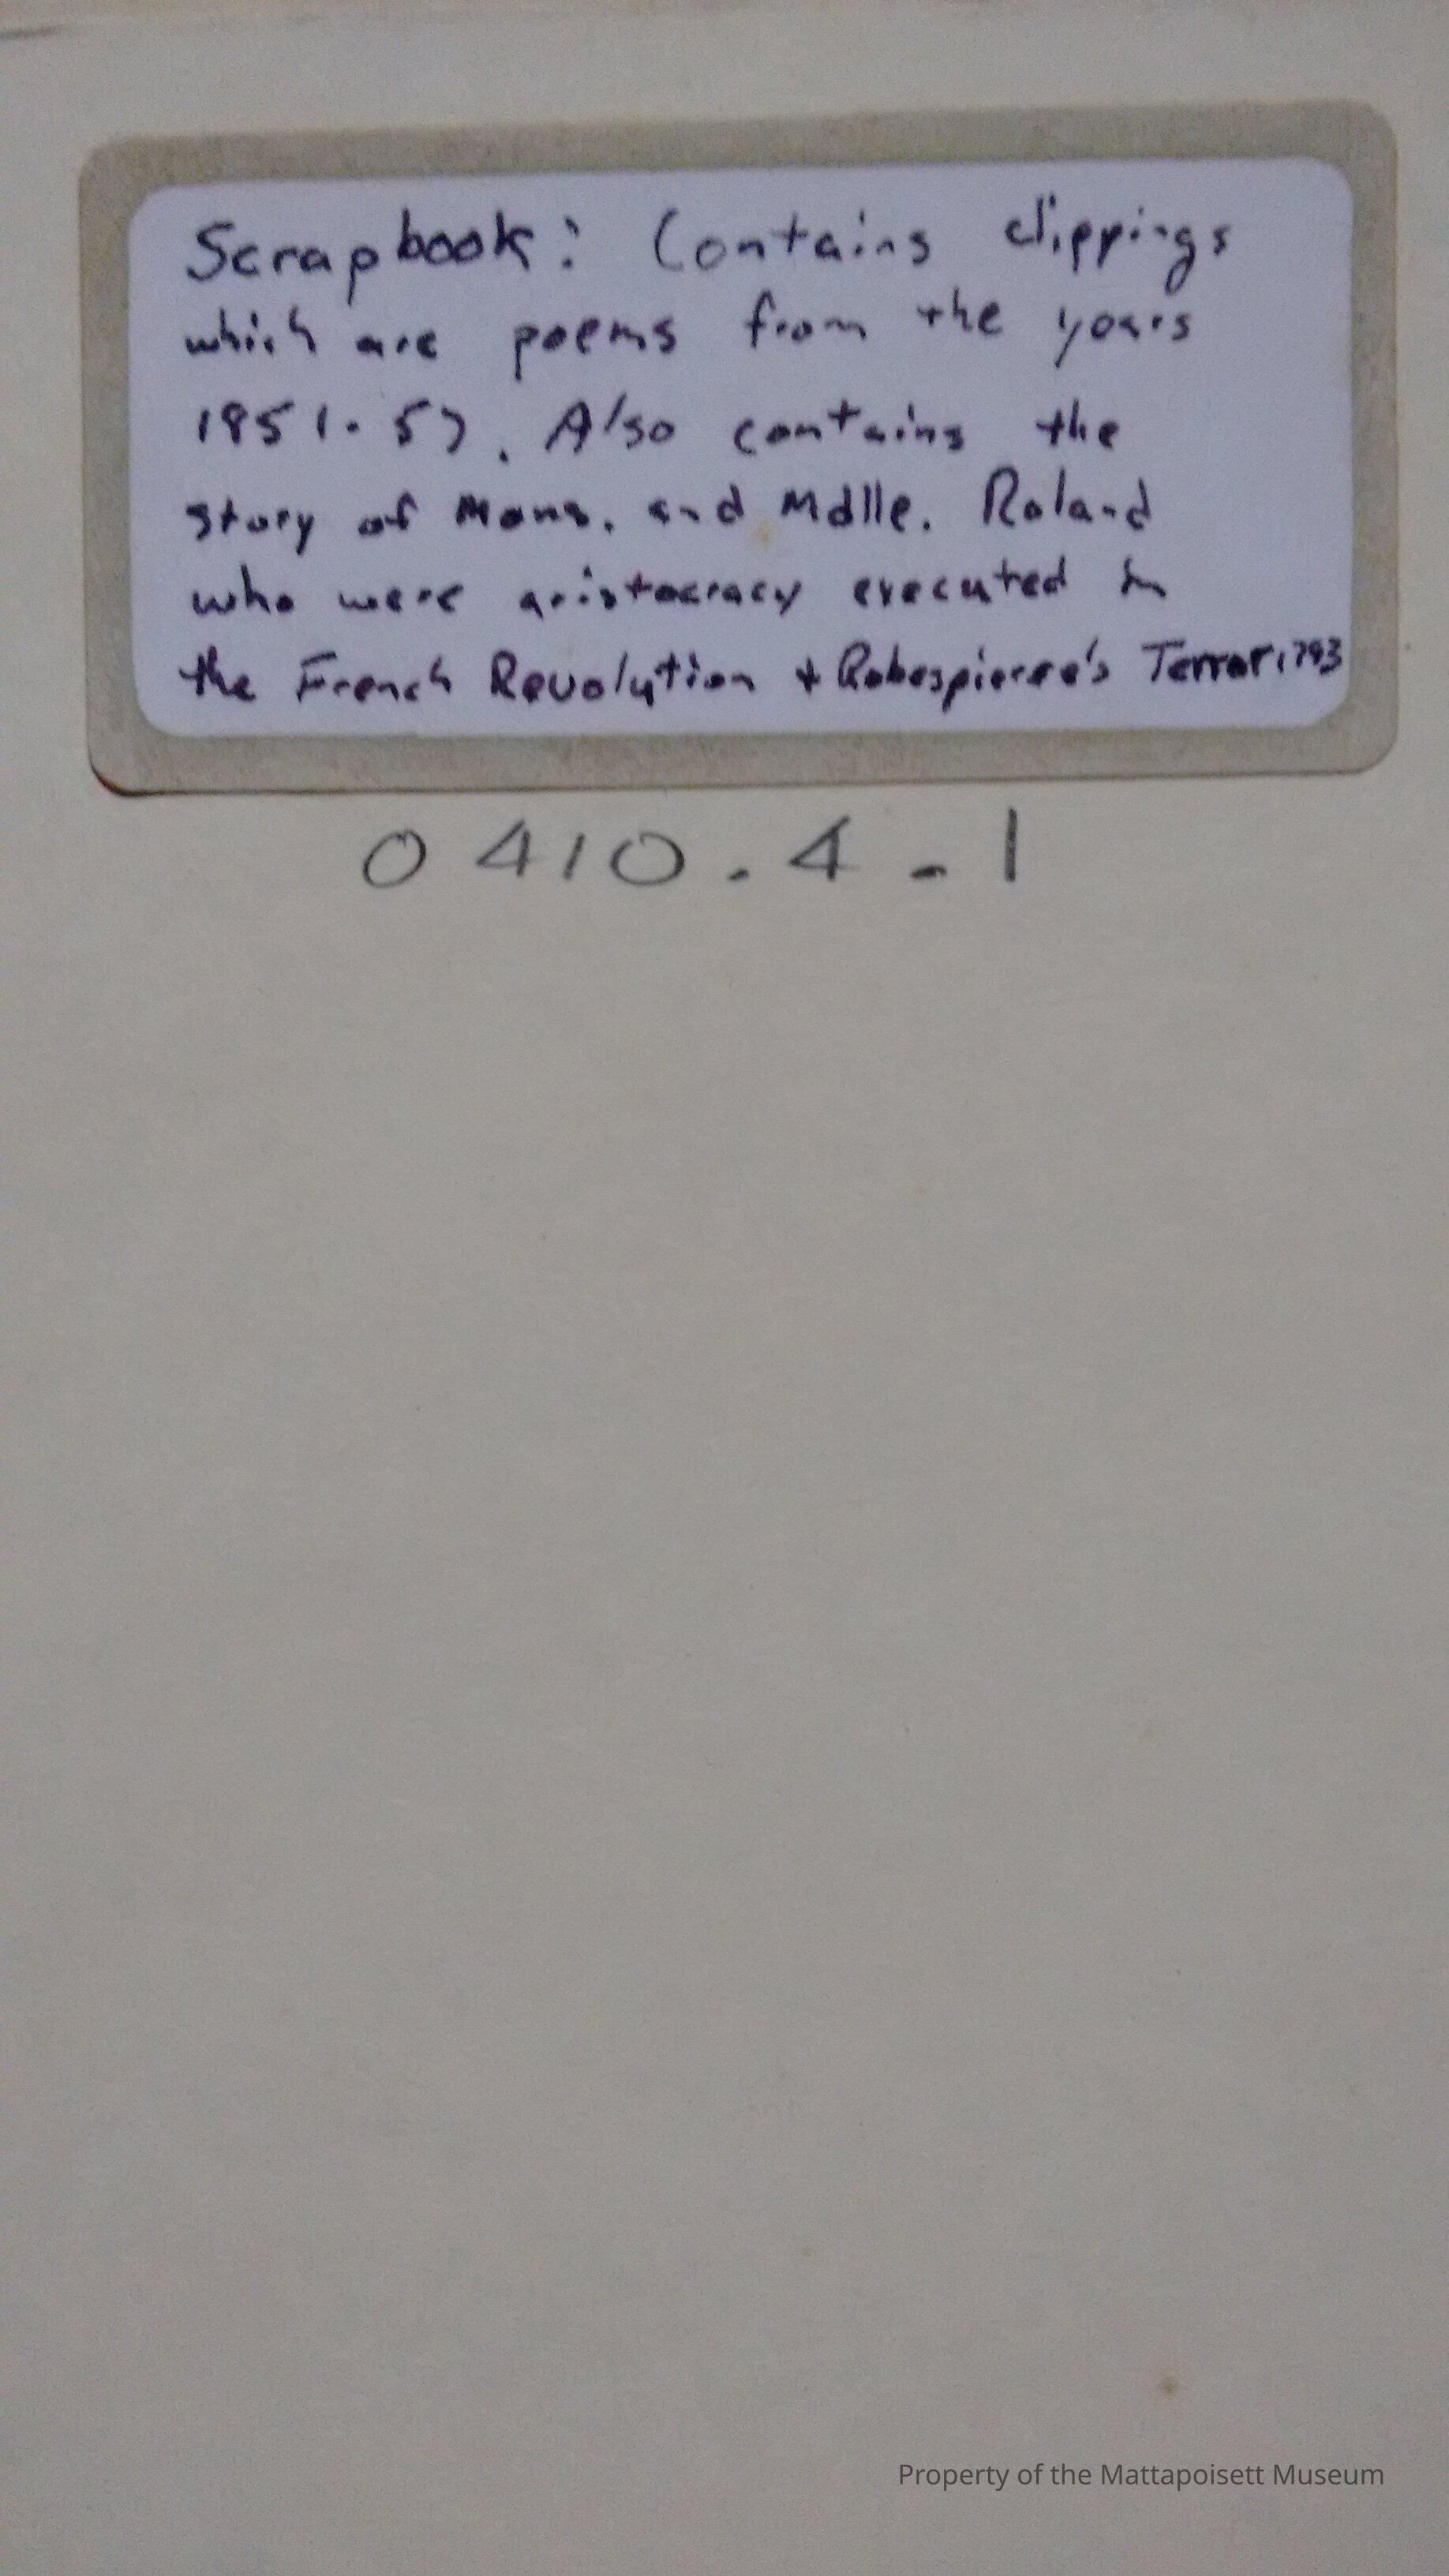 Scrapbook: Contains clippings
which are poems from the years
1851-57. Also contains the
story of Mons. and Mdlle. Roland
who were aristocracy executed in
the French Revolution + Robespierre's Terror 1793
0410.4-1
Property of the Mattapoisett Museum